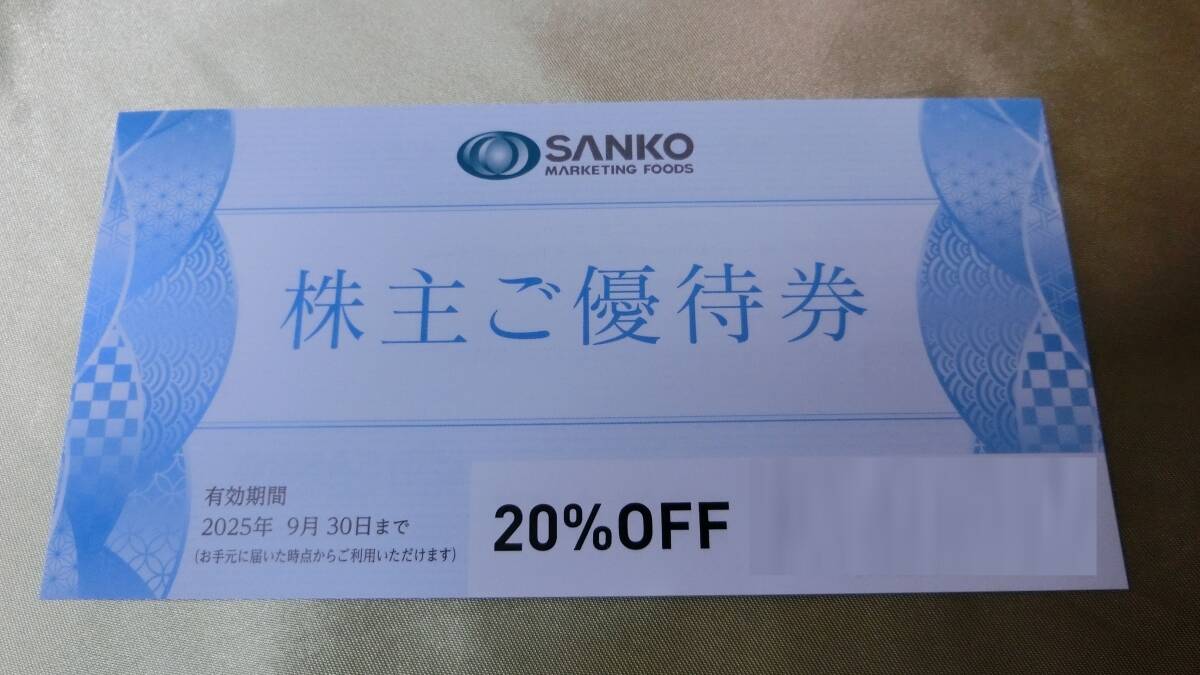 SANKO
MARKETING FOODS
株主ご優待券
有効期間
2025年 9月 30日まで
(お手元に届いた時点からご利用いただけます)
20%OFF